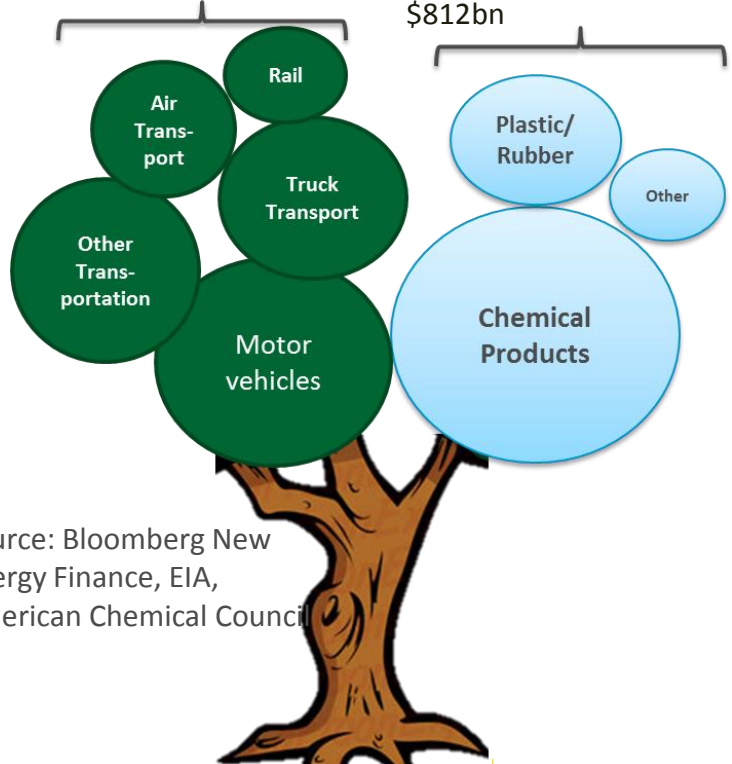 $812bn
Rail
Air
Trans-
port
Plastic/
Rubber
Truck
Transport
Other
Other
Trans-
portation
Chemical
Products
Motor
vehicles
urce: Bloomberg New
ergy Finance, EIA,
erican Chemical Council